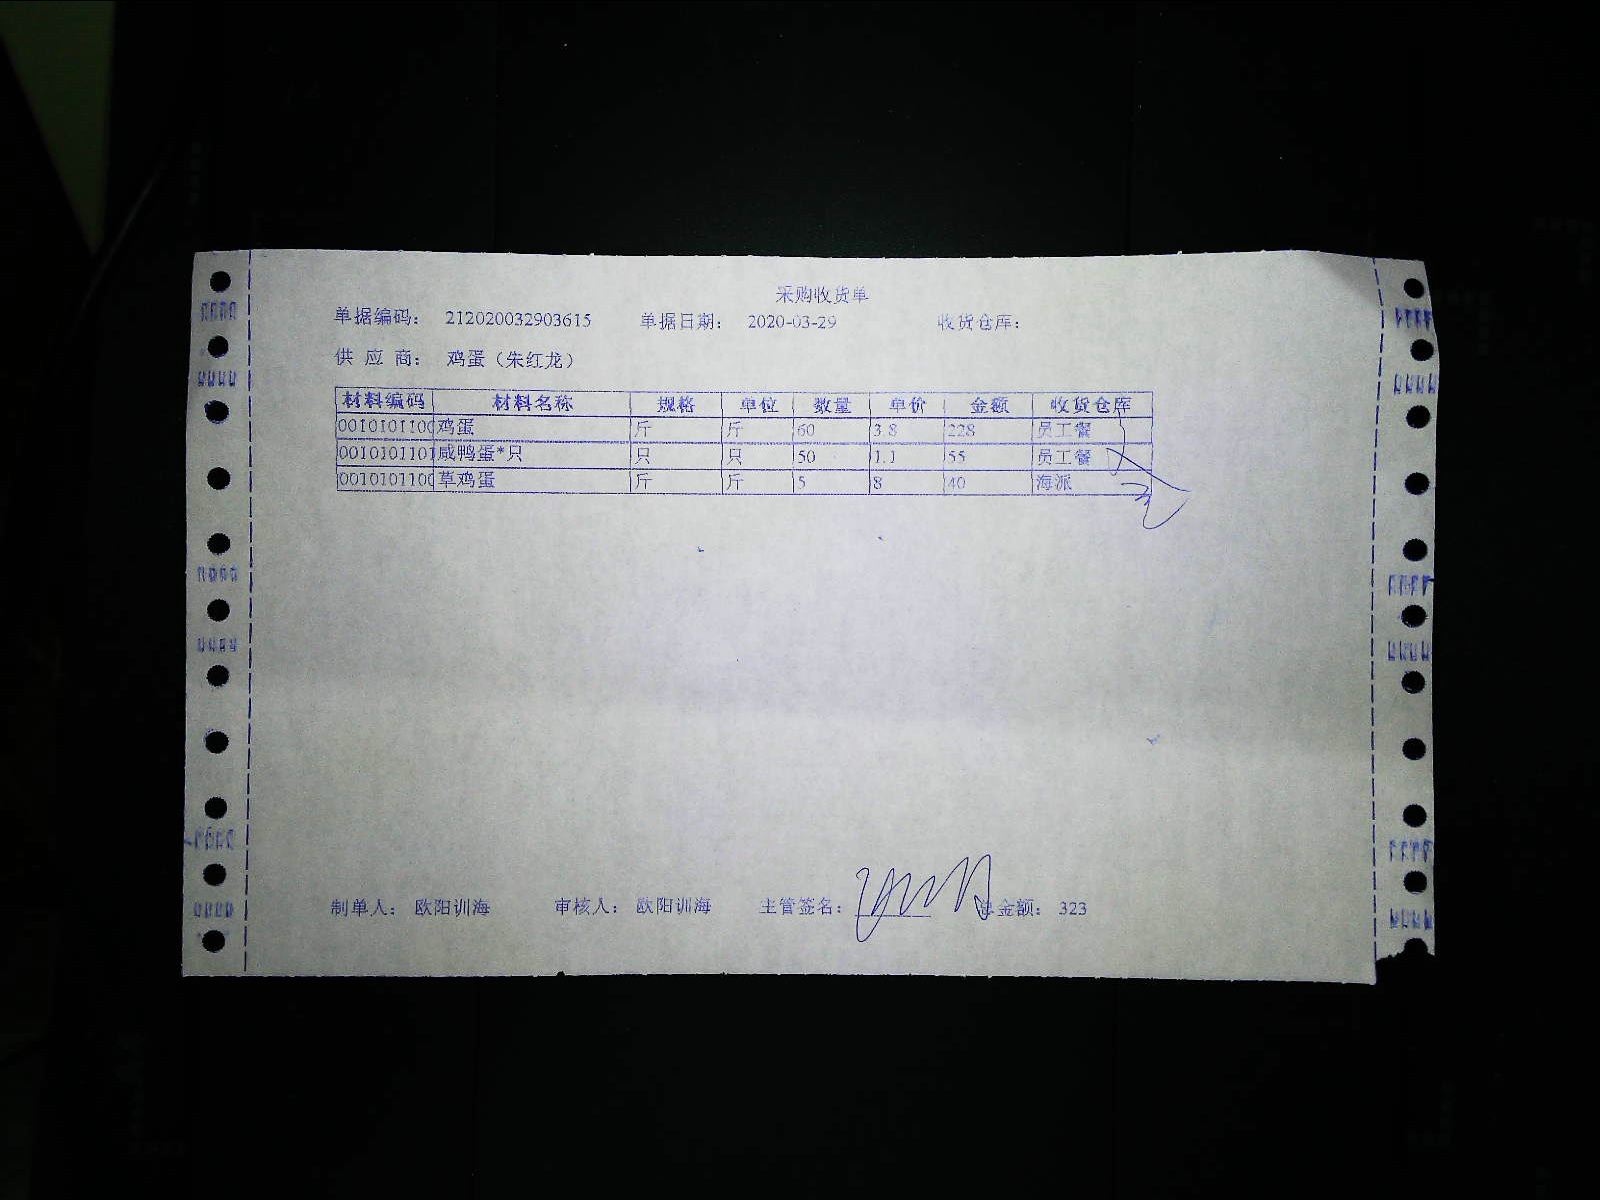 采购收货单
单据编码： 212020032903615 单据日期： 2020-03-29 收货仓库：
供 应 商： 鸡蛋（朱红龙）
材料编码 材料名称 规格 单位 数量 单价 金额 收货仓库
0010101100 鸡蛋 斤 斤 60 3.8 228 员工餐
0010101101 咸鸭蛋*只 只 只 50 1.1 55 员工餐
0010101100 草鸡蛋 斤 斤 5 8 40 海派
制单人： 欧阳训海 审核人： 欧阳训海 主管签名： 总金额： 323